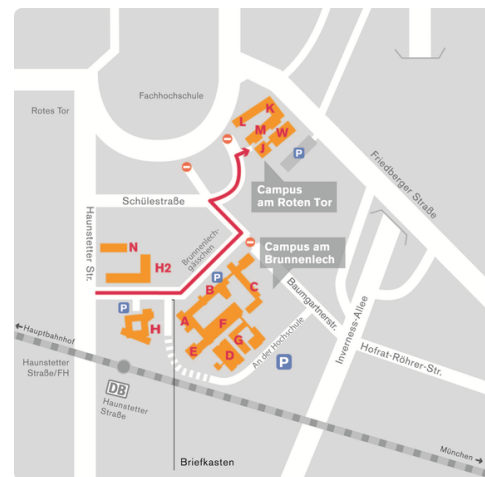 Rotes Tor
Fachhochschule
K
L
M
W
J
P
Friedberger Straße
Campus
am Roten Tor
Schülestraße
Haunstetter Str.
N
H2
Brunnenlech-
gässchen
Campus am
Brunnenlech
P
B
C
Baumgartnerstr.
Inverness-Allee
P
H
A
F
G
E
D
An der Hochschule
P
Hofrat-Röhrer-Str.
Hauptbahnhof
Haunstetter
Straße/FH
DB
Haunstetter
Straße
München
Briefkasten